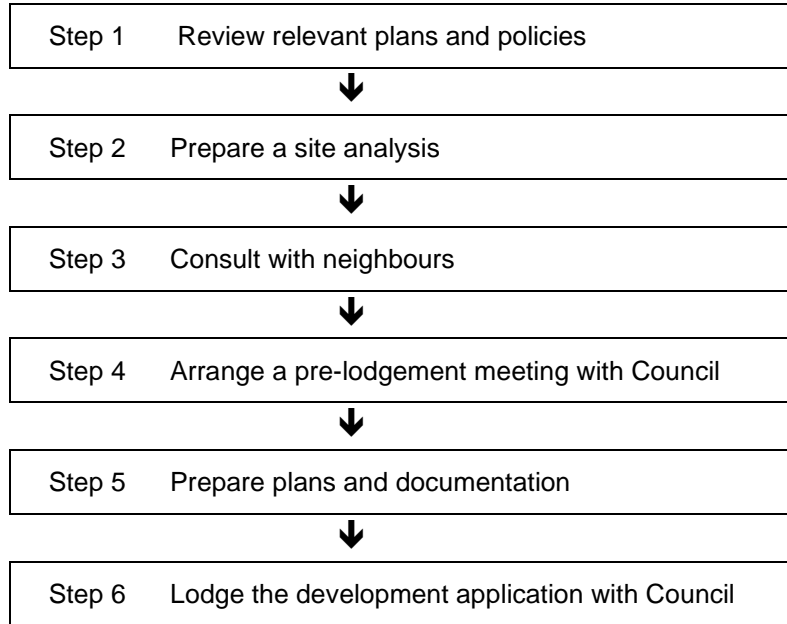 Step 1 Review relevant plans and policies
Step 2 Prepare a site analysis
Step 3 Consult with neighbours
Step 4 Arrange a pre-lodgement meeting with Council
Step 5 Prepare plans and documentation
Step 6 Lodge the development application with Council